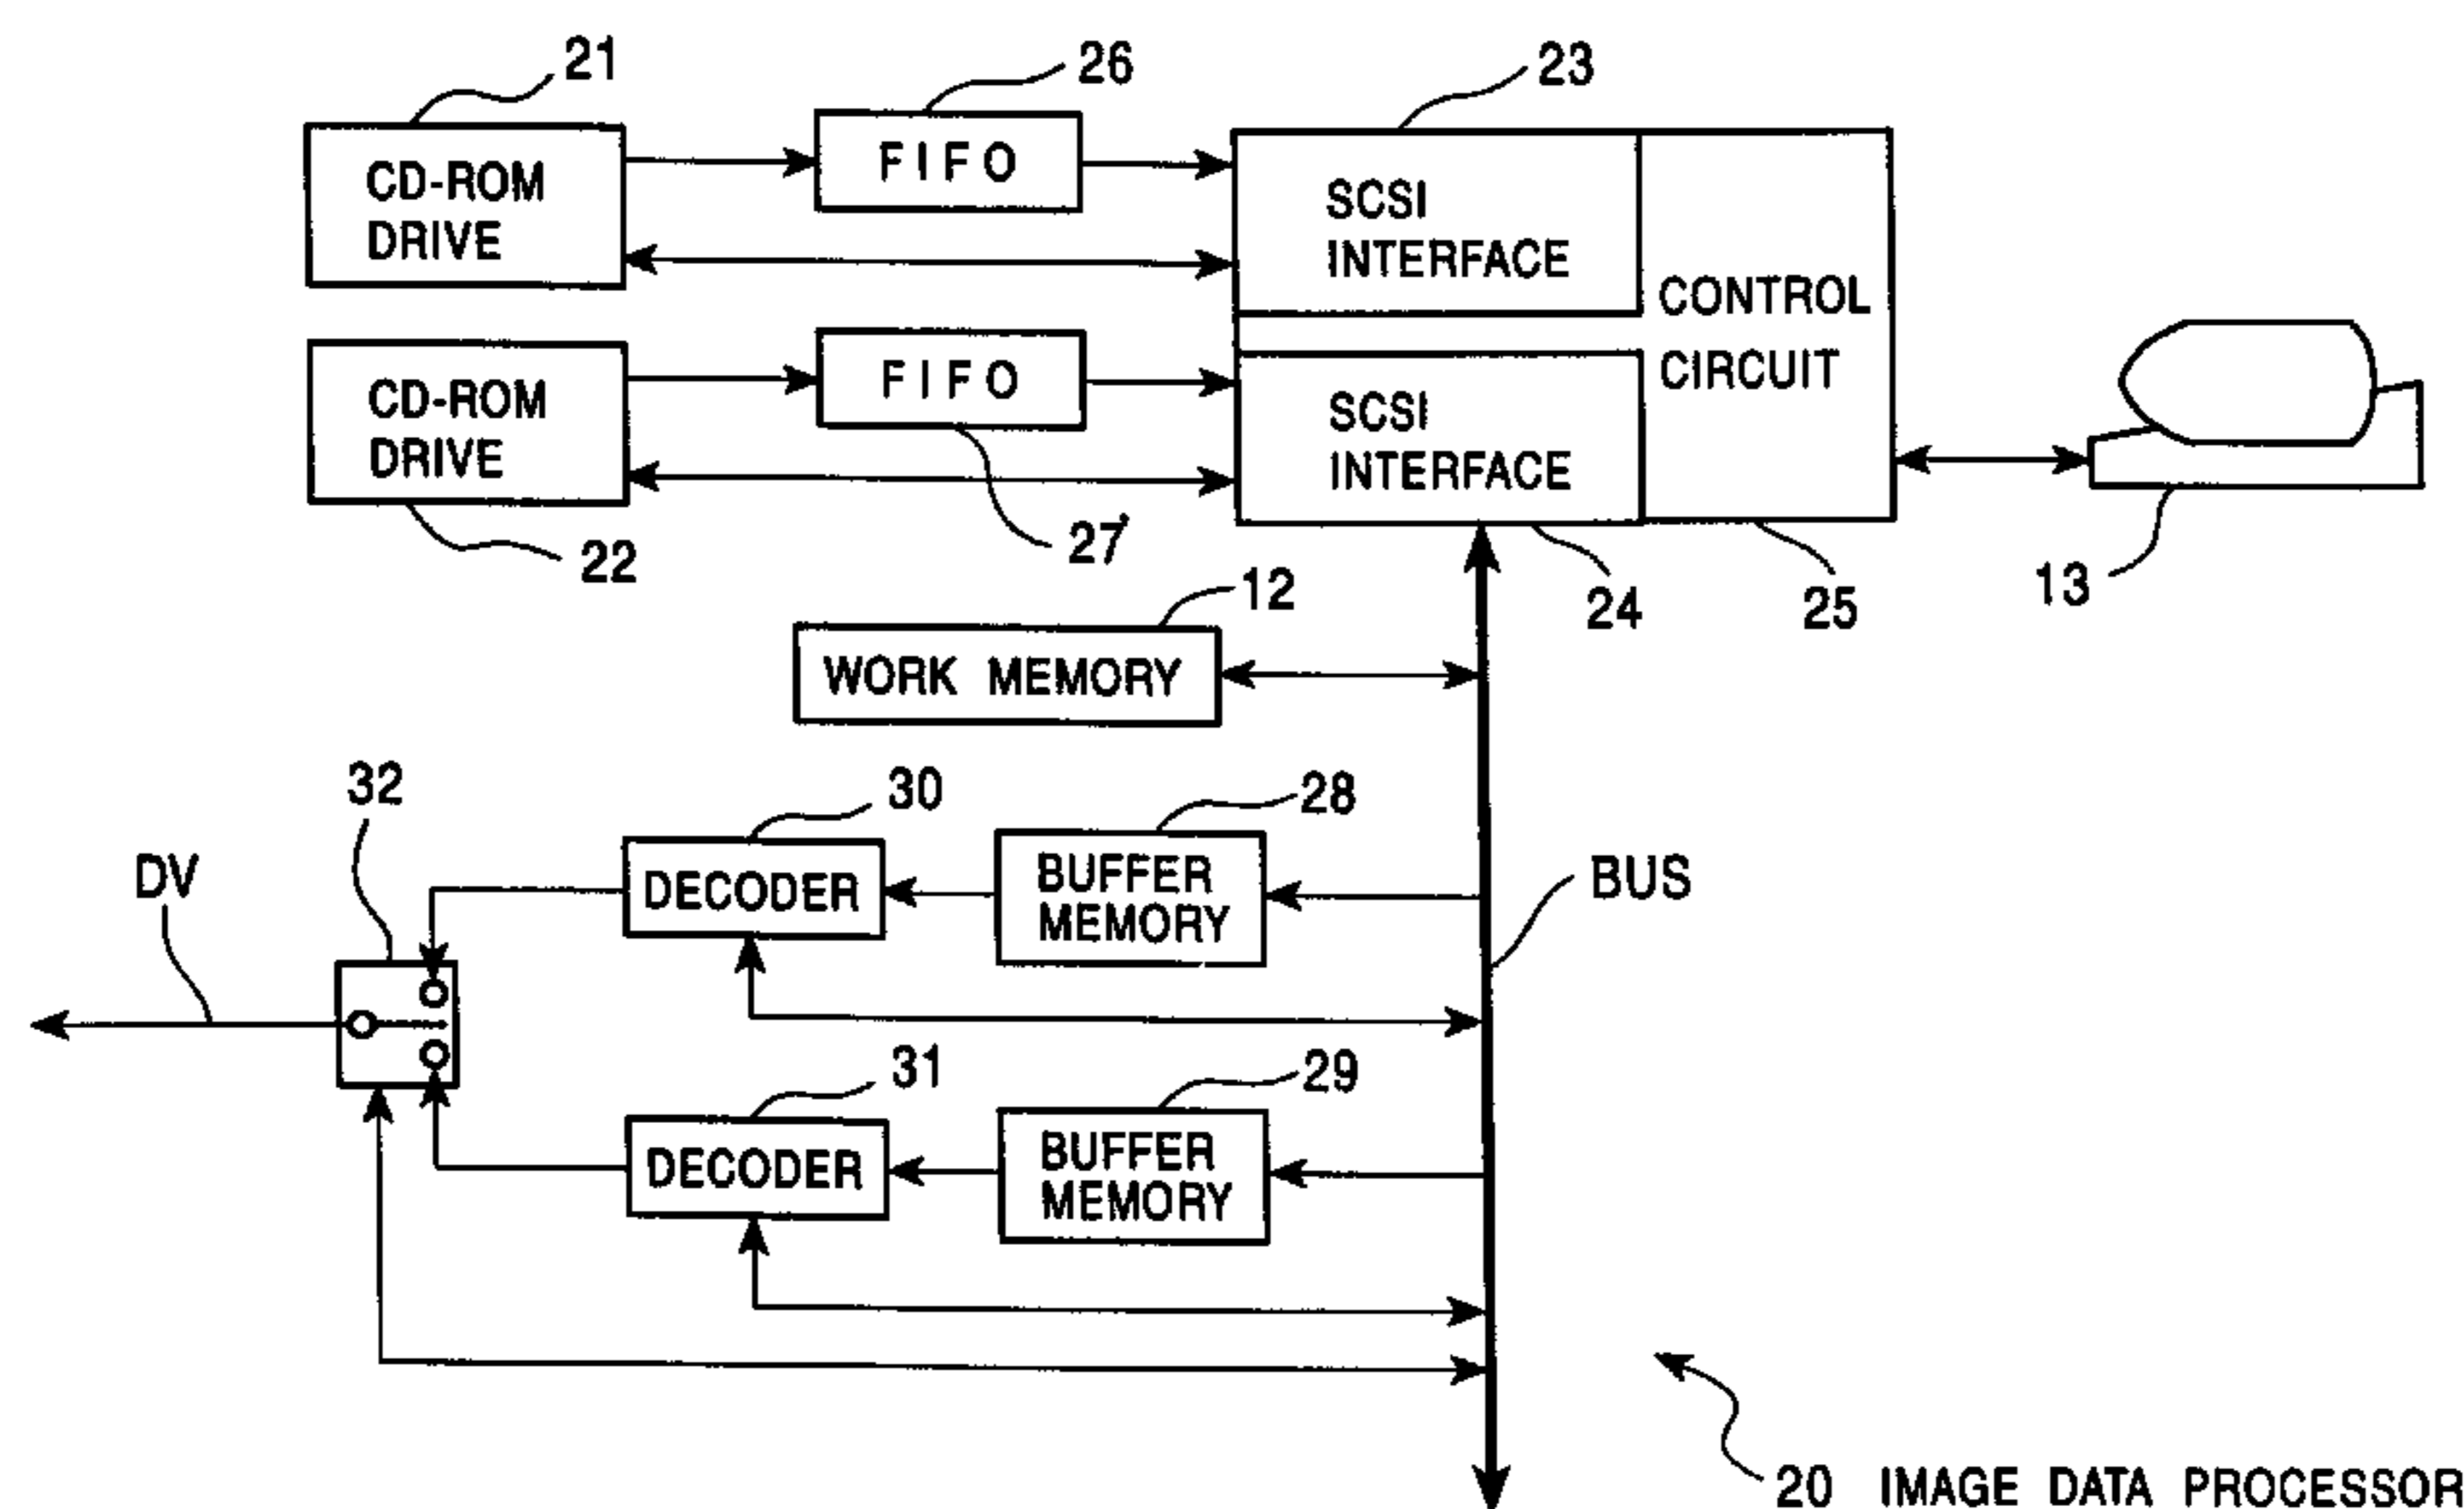 21
26
23
CD-ROM
DRIVE
F I F O
SCSI
INTERFACE
CONTROL
CIRCUIT
CD-ROM
DRIVE
F I F O
SCSI
INTERFACE
22
27
24
25
13
12
WORK MEMORY
32
30
28
DV
DECODER
BUFFER
MEMORY
BUS
31
29
DECODER
BUFFER
MEMORY
20 IMAGE DATA PROCESSOR